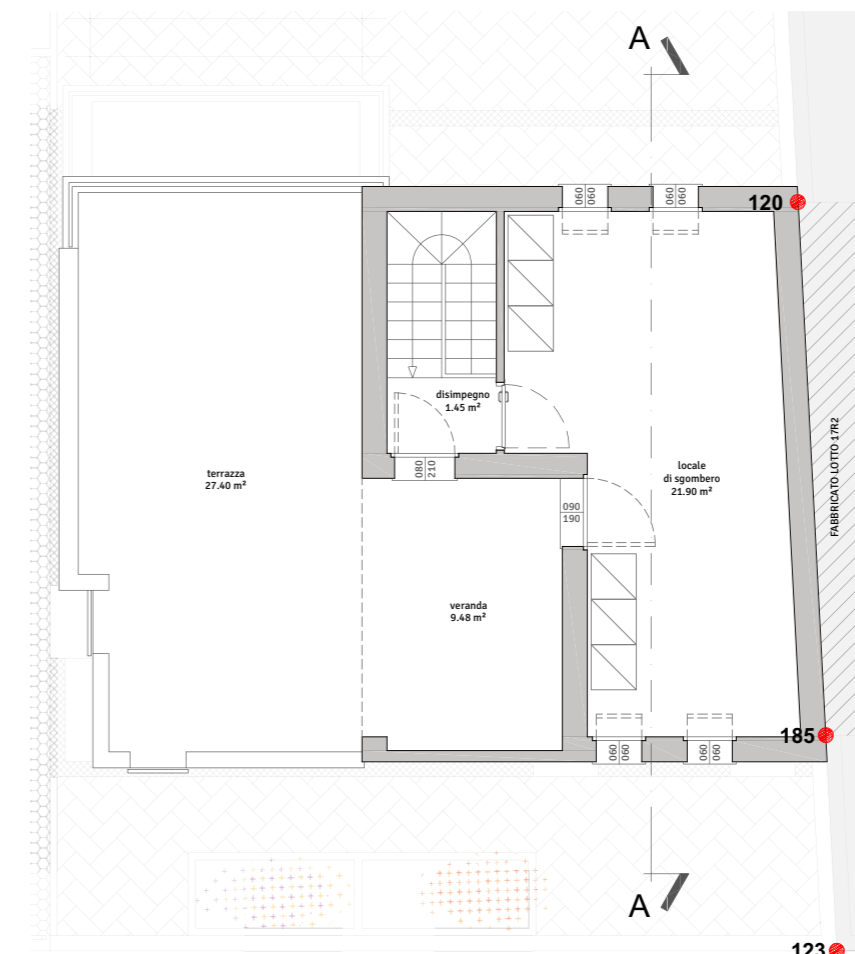 A
060
060
060
060
120
disimpegno
1.45 m²
terrazza
27.40 m²
080
210
locale
di sgombero
21.90 m²
FABBRICATO LOTTO 17R2
090
190
veranda
9.48 m²
185
060
060
060
060
A
123